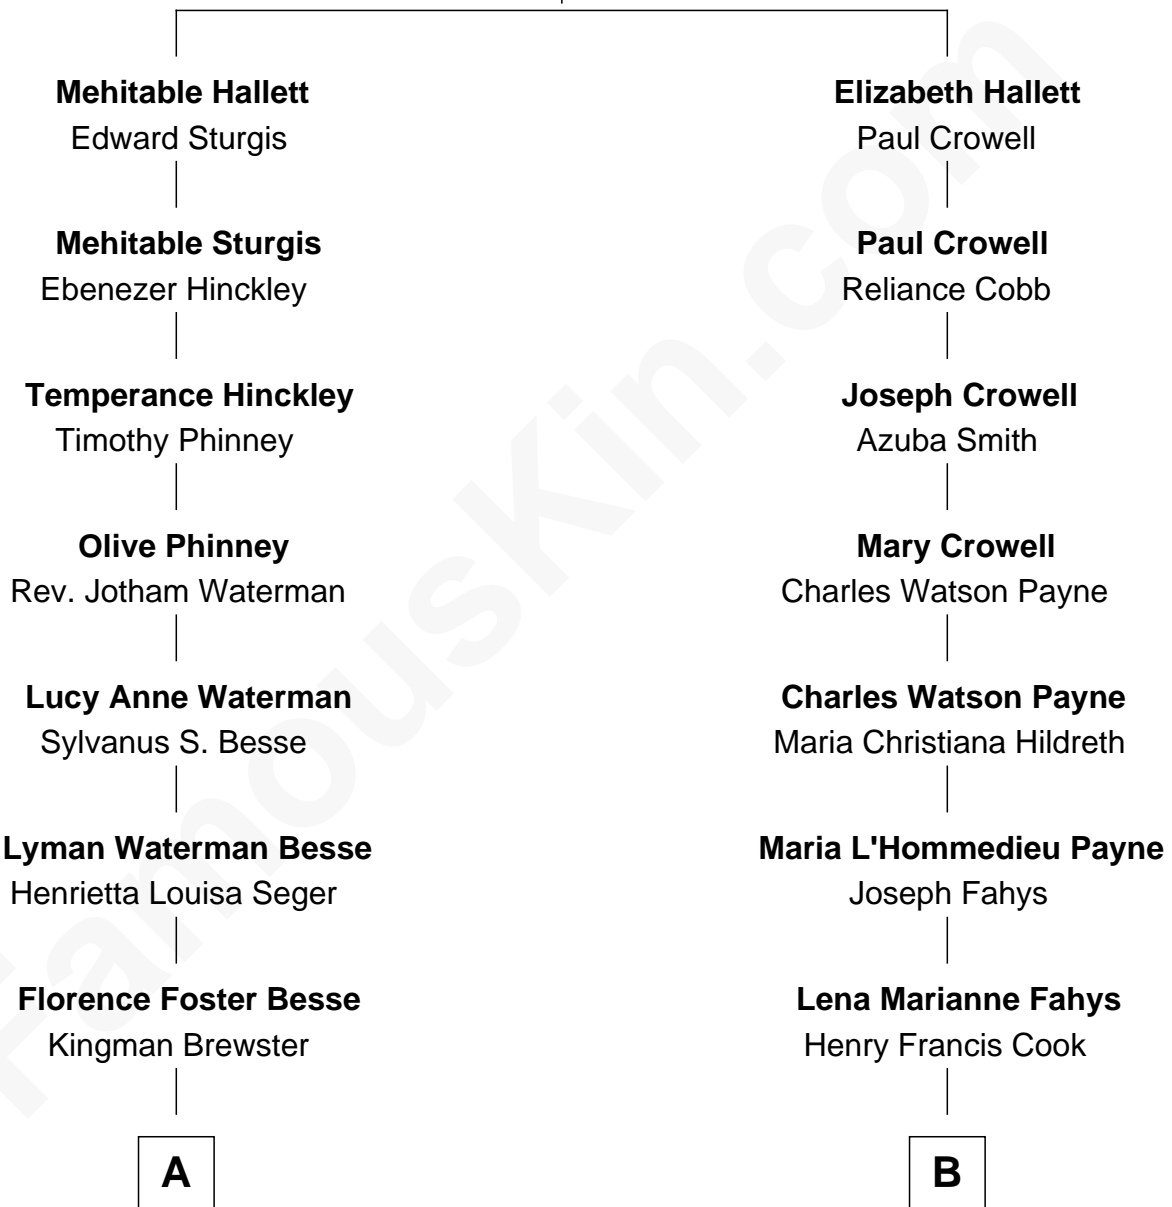 Mehitable Hallett
Edward Sturgis
Elizabeth Hallett
Paul Crowell
Mehitable Sturgis
Ebenezer Hinckley
Paul Crowell
Reliance Cobb
Temperance Hinckley
Timothy Phinney
Joseph Crowell
Azuba Smith
Olive Phinney
Rev. Jotham Waterman
Mary Crowell
Charles Watson Payne
Lucy Anne Waterman
Sylvanus S. Besse
Charles Watson Payne
Maria Christiana Hildreth
Lyman Waterman Besse
Henrietta Louisa Seger
Maria L'Hommedieu Payne
Joseph Fahys
Florence Foster Besse
Kingman Brewster
Lena Marianne Fahys
Henry Francis Cook
A
B
FamousKin.com